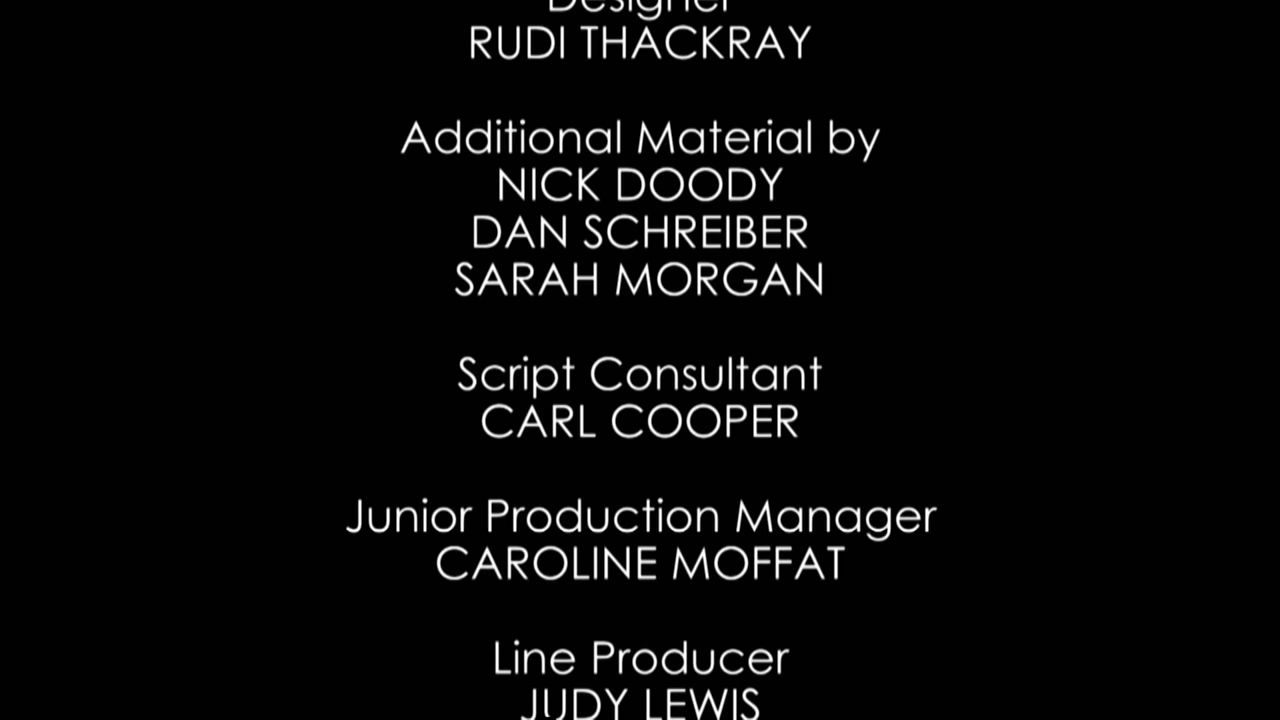 Designer
RUDI THACKRAY
Additional Material by
NICK DOODY
DAN SCHREIBER
SARAH MORGAN
Script Consultant
CARL COOPER
Junior Production Manager
CAROLINE MOFFAT
Line Producer
JUDY LEWIS